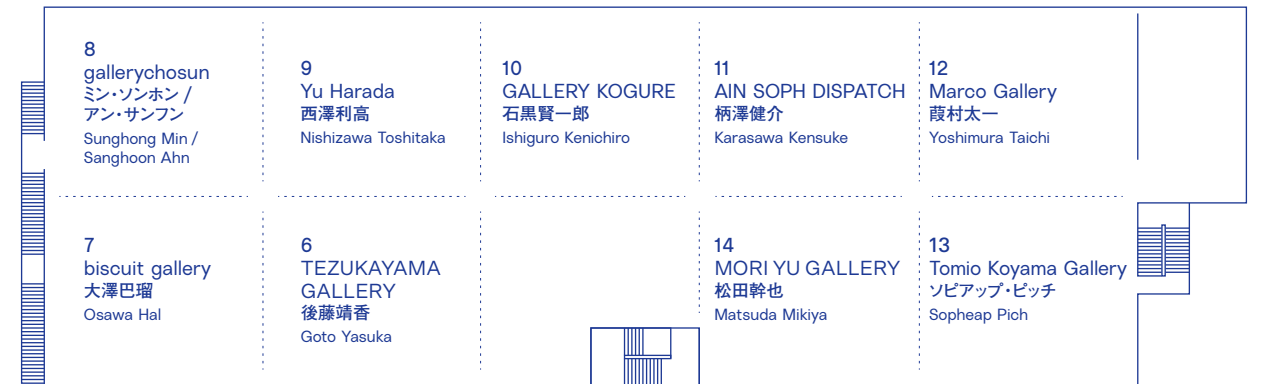 8
gallerychosun
ミン・ソンホン /
アン・サンフン
Sunghong Min /
Sanghoon Ahn
9
Yu Harada
西澤利高
Nishizawa Toshitaka
10
GALLERY KOGURE
石黒賢一郎
Ishiguro Kenichiro
11
AIN SOPH DISPATCH
柄澤健介
Karasawa Kensuke
12
Marco Gallery
葭村太一
Yoshimura Taichi
7
biscuit gallery
大澤巴瑠
Osawa Hal
6
TEZUKAYAMA
GALLERY
後藤靖香
Goto Yasuka
14
MORI YU GALLERY
松田幹也
Matsuda Mikiya
13
Tomio Koyama Gallery
ソピアップ・ピッチ
Sopheap Pich